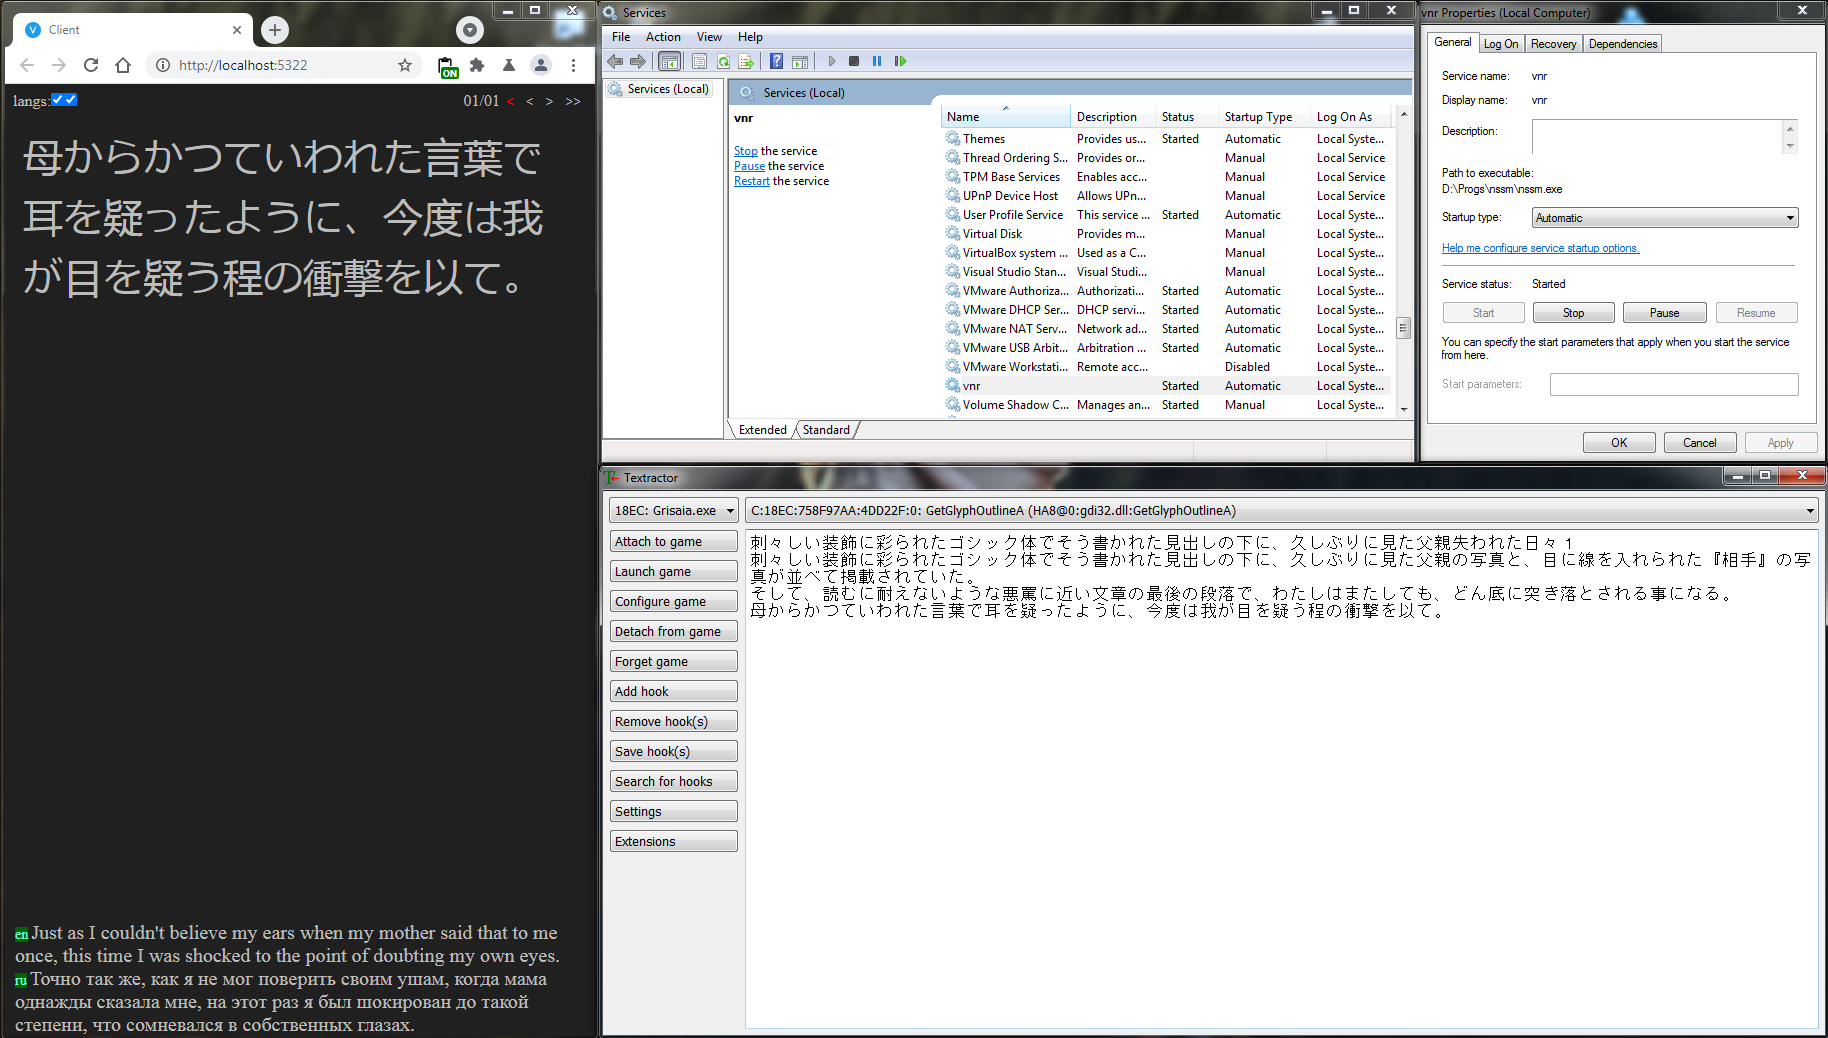 Client
http://localhost:5322
ON
langs:
01/01 < < > >>
母からかつていわれた言葉で
耳を疑ったように、今度は我
が目を疑う程の衝撃を以て。
en Just as I couldn't believe my ears when my mother said that to me
once, this time I was shocked to the point of doubting my own eyes.
ru Точно так же, как я не мог поверить своим ушам, когда мама
однажды сказала мне, на этот раз я был шокирован до такой
степени, что сомневался в собственных глазах.
Services
File Action View Help
Services (Local)
Services (Local)
vnr
Stop the service
Pause the service
Restart the service
Name Description Status Startup Type Log On As
Themes Provides us... Started Automatic Local Syste...
Thread Ordering S... Provides or... Manual Local Service
TPM Base Services Enables acc... Manual Local Service
UPnP Device Host Allows UPn... Manual Local Service
User Profile Service This service ... Started Automatic Local Syste...
Virtual Disk Provides m... Manual Local Syste...
VirtualBox system ... Used as a C... Manual Local Syste...
Visual Studio Stan... Visual Studi... Manual Local Syste...
VMware Authoriza... Authorizati... Started Automatic Local Syste...
VMware DHCP Ser... DHCP servi... Started Automatic Local Syste...
VMware NAT Serv... Network ad... Started Automatic Local Syste...
VMware USB Arbit... Arbitration ... Started Automatic Local Syste...
VMware Workstati... Remote acc... Disabled Local Syste...
vnr Started Automatic Local Syste...
Volume Shadow C... Manages an... Started Manual Local Syste...
Extended Standard
vnr Properties (Local Computer)
General Log On Recovery Dependencies
Service name: vnr
Display name: vnr
Description:
Path to executable:
D:\Progs\nssm\nssm.exe
Startup type: Automatic
Help me configure service startup options.
Service status: Started
Start Stop Pause Resume
You can specify the start parameters that apply when you start the service
from here.
Start parameters:
OK Cancel Apply
Textractor
18EC: Grisaia.exe
C:18EC:758F97AA:4DD22F:0: GetGlyphOutlineA (HA8@0:gdi32.dll:GetGlyphOutlineA)
Attach to game
Launch game
Configure game
Detach from game
Forget game
Add hook
Remove hook(s)
Save hook(s)
Search for hooks
Settings
Extensions
刺々しい装飾に彩られたゴシック体でそう書かれた見出しの下に、久しぶりに見た父親失われた日々 1
刺々しい装飾に彩られたゴシック体でそう書かれた見出しの下に、久しぶりに見た父親の写真と、目に線を入れられた『相手』の写
真が並べて掲載されていた。
そして、読むに耐えないような悪罵に近い文章の最後の段落で、わたしはまたしても、どん底に突き落とされる事になる。
母からかつていわれた言葉で耳を疑ったように、今度は我が目を疑う程の衝撃を以て。